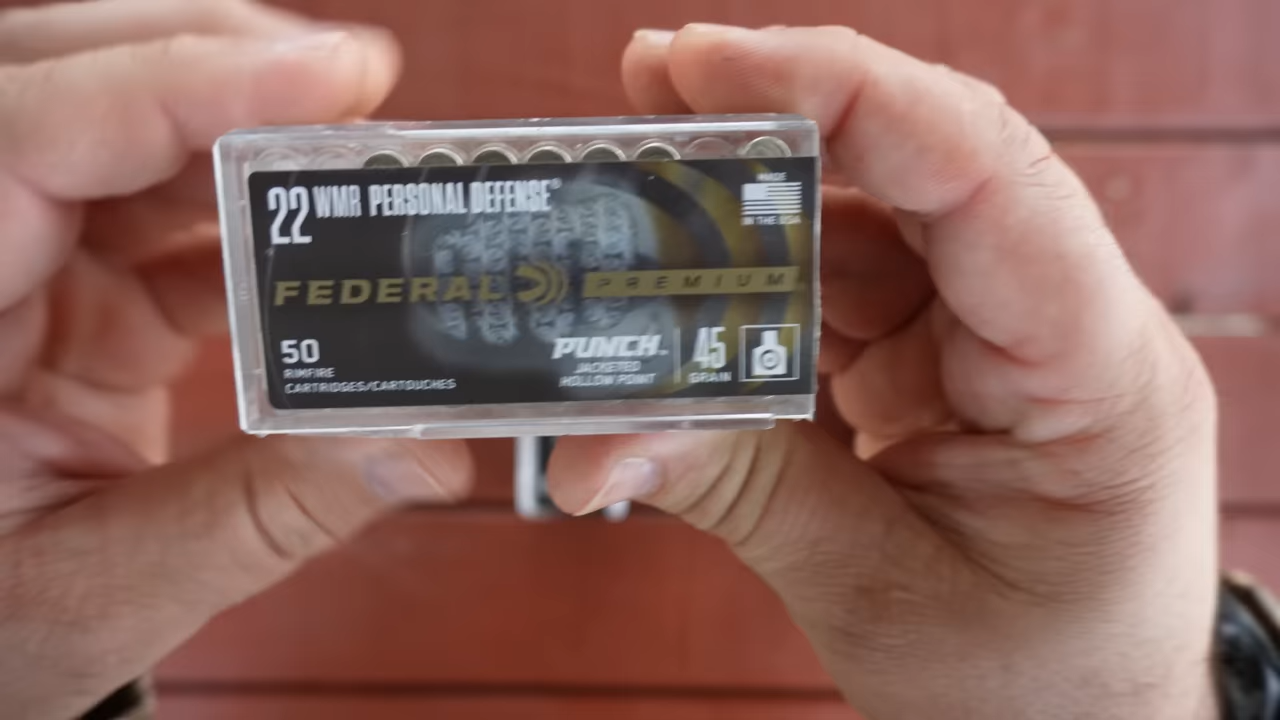 22 WMR PERSONAL DEFENSE®
MADE
IN THE USA
FEDERAL PREMIUM
50
RIMFIRE
CARTRIDGES/CARTOUCHES
PUNCH™
JACKETED
HOLLOW POINT
45
GRAIN